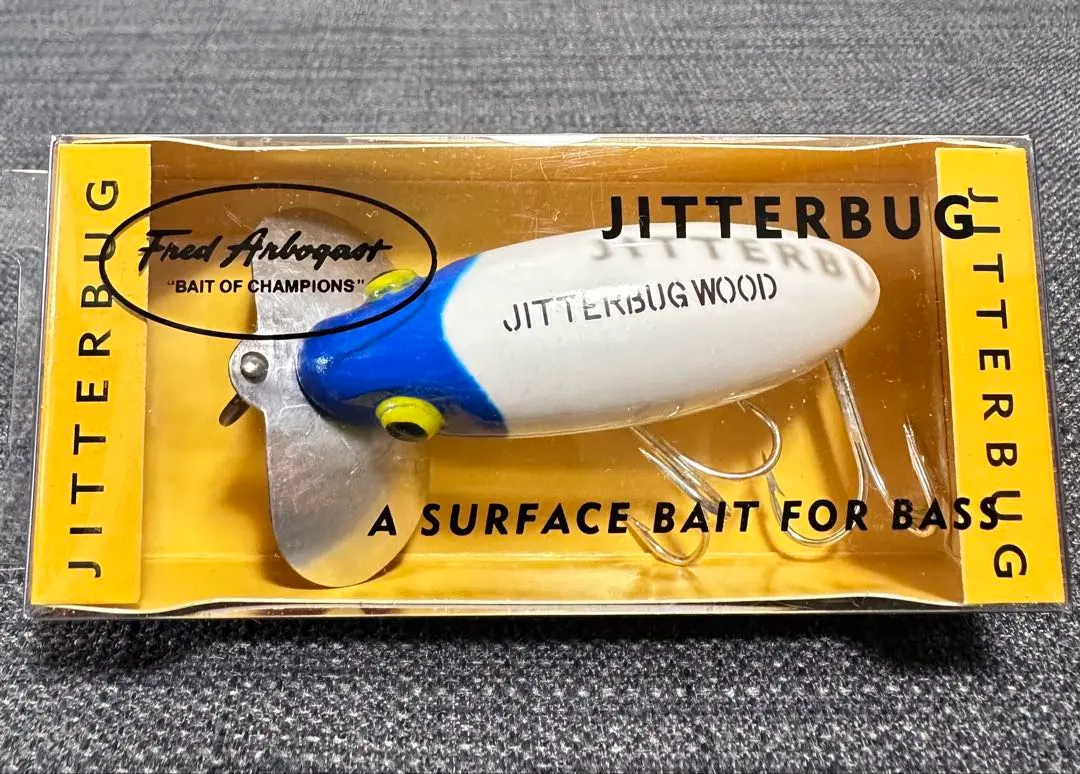 JITTERBUG
Fred Arbogast
"BAIT OF CHAMPIONS"
JITTERBUG
JITTERBUG WOOD
A SURFACE BAIT FOR BASS
JITTERBUG